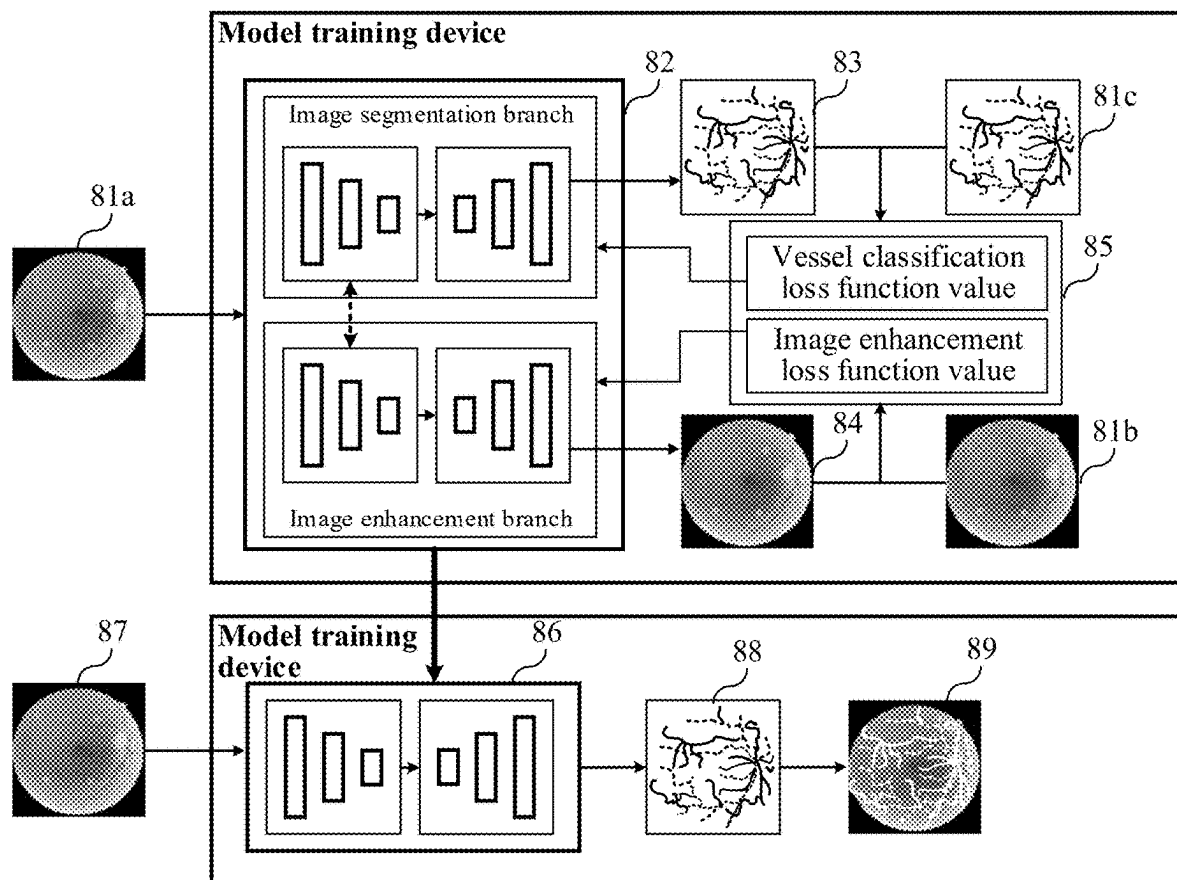 Model training device
82
83
81c
Image segmentation branch
81a
Vessel classification
loss function value
85
Image enhancement
loss function value
84
81b
Image enhancement branch
87
Model training
device
86
88
89